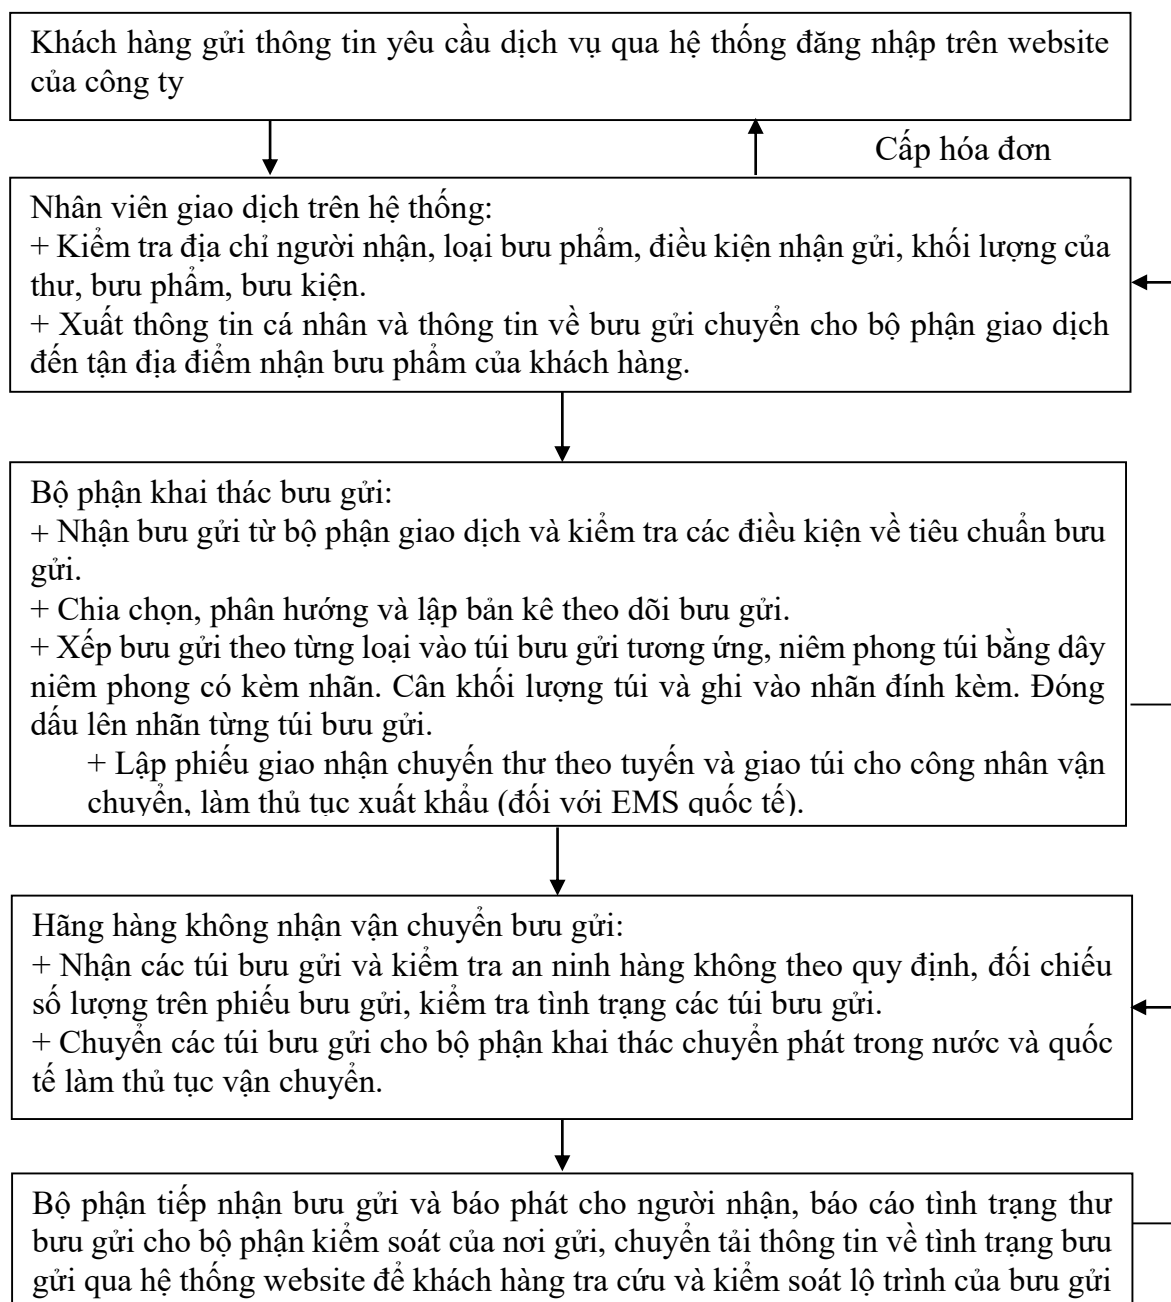 Khách hàng gửi thông tin yêu cầu dịch vụ qua hệ thống đăng nhập trên website
của công ty
Cấp hóa đơn
Nhân viên giao dịch trên hệ thống:
+ Kiểm tra địa chỉ người nhận, loại bưu phẩm, điều kiện nhận gửi, khối lượng của
thư, bưu phẩm, bưu kiện.
+ Xuất thông tin cá nhân và thông tin về bưu gửi chuyển cho bộ phận giao dịch
đến tận địa điểm nhận bưu phẩm của khách hàng.
Bộ phận khai thác bưu gửi:
+ Nhận bưu gửi từ bộ phận giao dịch và kiểm tra các điều kiện về tiêu chuẩn bưu
gửi.
+ Chia chọn, phân hướng và lập bản kê theo dõi bưu gửi.
+ Xếp bưu gửi theo từng loại vào túi bưu gửi tương ứng, niêm phong túi bằng dây
niêm phong có kèm nhãn. Cân khối lượng túi và ghi vào nhãn đính kèm. Đóng
dấu lên nhãn từng túi bưu gửi.
+ Lập phiếu giao nhận chuyến thư theo tuyến và giao túi cho công nhân vận
chuyển, làm thủ tục xuất khẩu (đối với EMS quốc tế).
Hãng hàng không nhận vận chuyển bưu gửi:
+ Nhận các túi bưu gửi và kiểm tra an ninh hàng không theo quy định, đối chiếu
số lượng trên phiếu bưu gửi, kiểm tra tình trạng các túi bưu gửi.
+ Chuyển các túi bưu gửi cho bộ phận khai thác chuyển phát trong nước và quốc
tế làm thủ tục vận chuyển.
Bộ phận tiếp nhận bưu gửi và báo phát cho người nhận, báo cáo tình trạng thư
bưu gửi cho bộ phận kiểm soát của nơi gửi, chuyển tải thông tin về tình trạng bưu
gửi qua hệ thống website để khách hàng tra cứu và kiểm soát lộ trình của bưu gửi